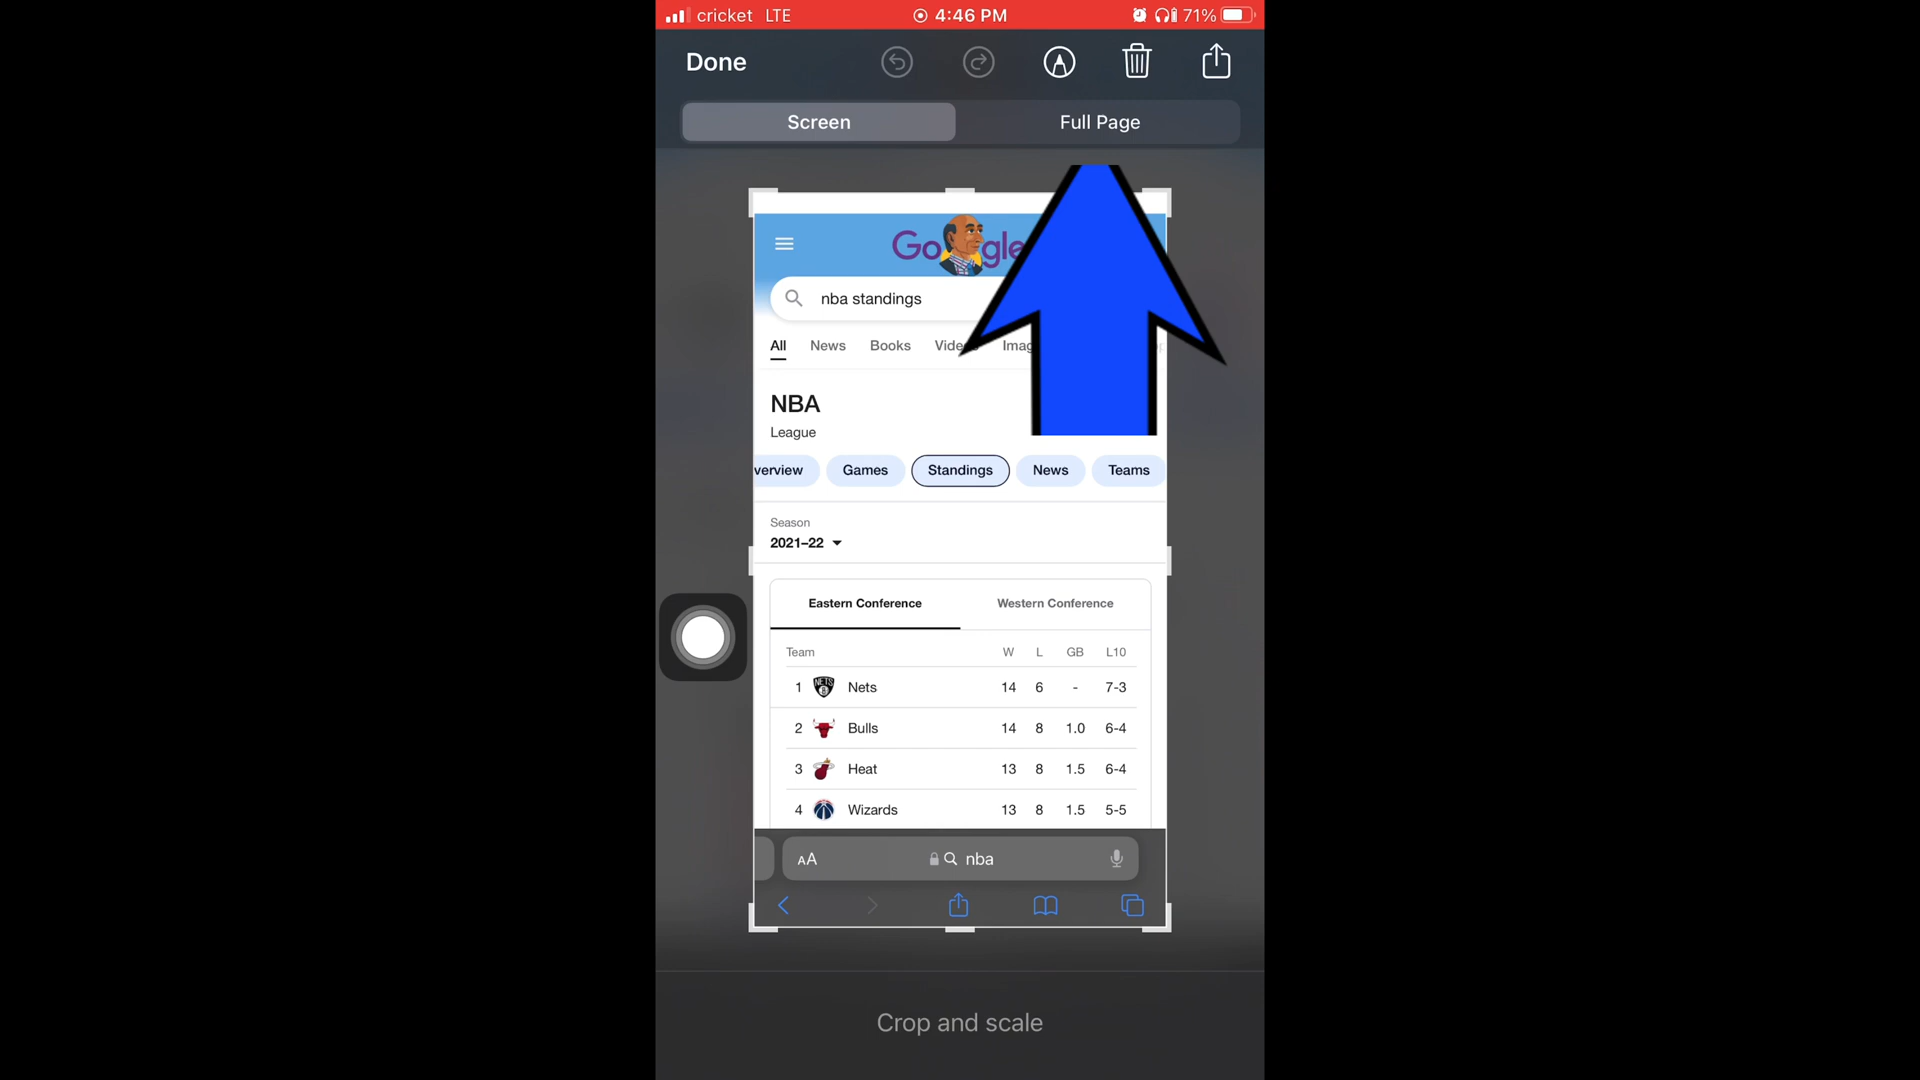 cricket LTE 4:46 PM 71%
Done
Screen Full Page
Google
nba standings
All News Books
NBA
League
verview Games Standings News Teams
Season
2021–22
Eastern Conference Western Conference
Team W L GB L10
1 NETS Nets 14 6 - 7-3
2 Bulls 14 8 1.0 6-4
3 Heat 13 8 1.5 6-4
4 Wizards 13 8 1.5 5-5
AA nba
Crop and scale